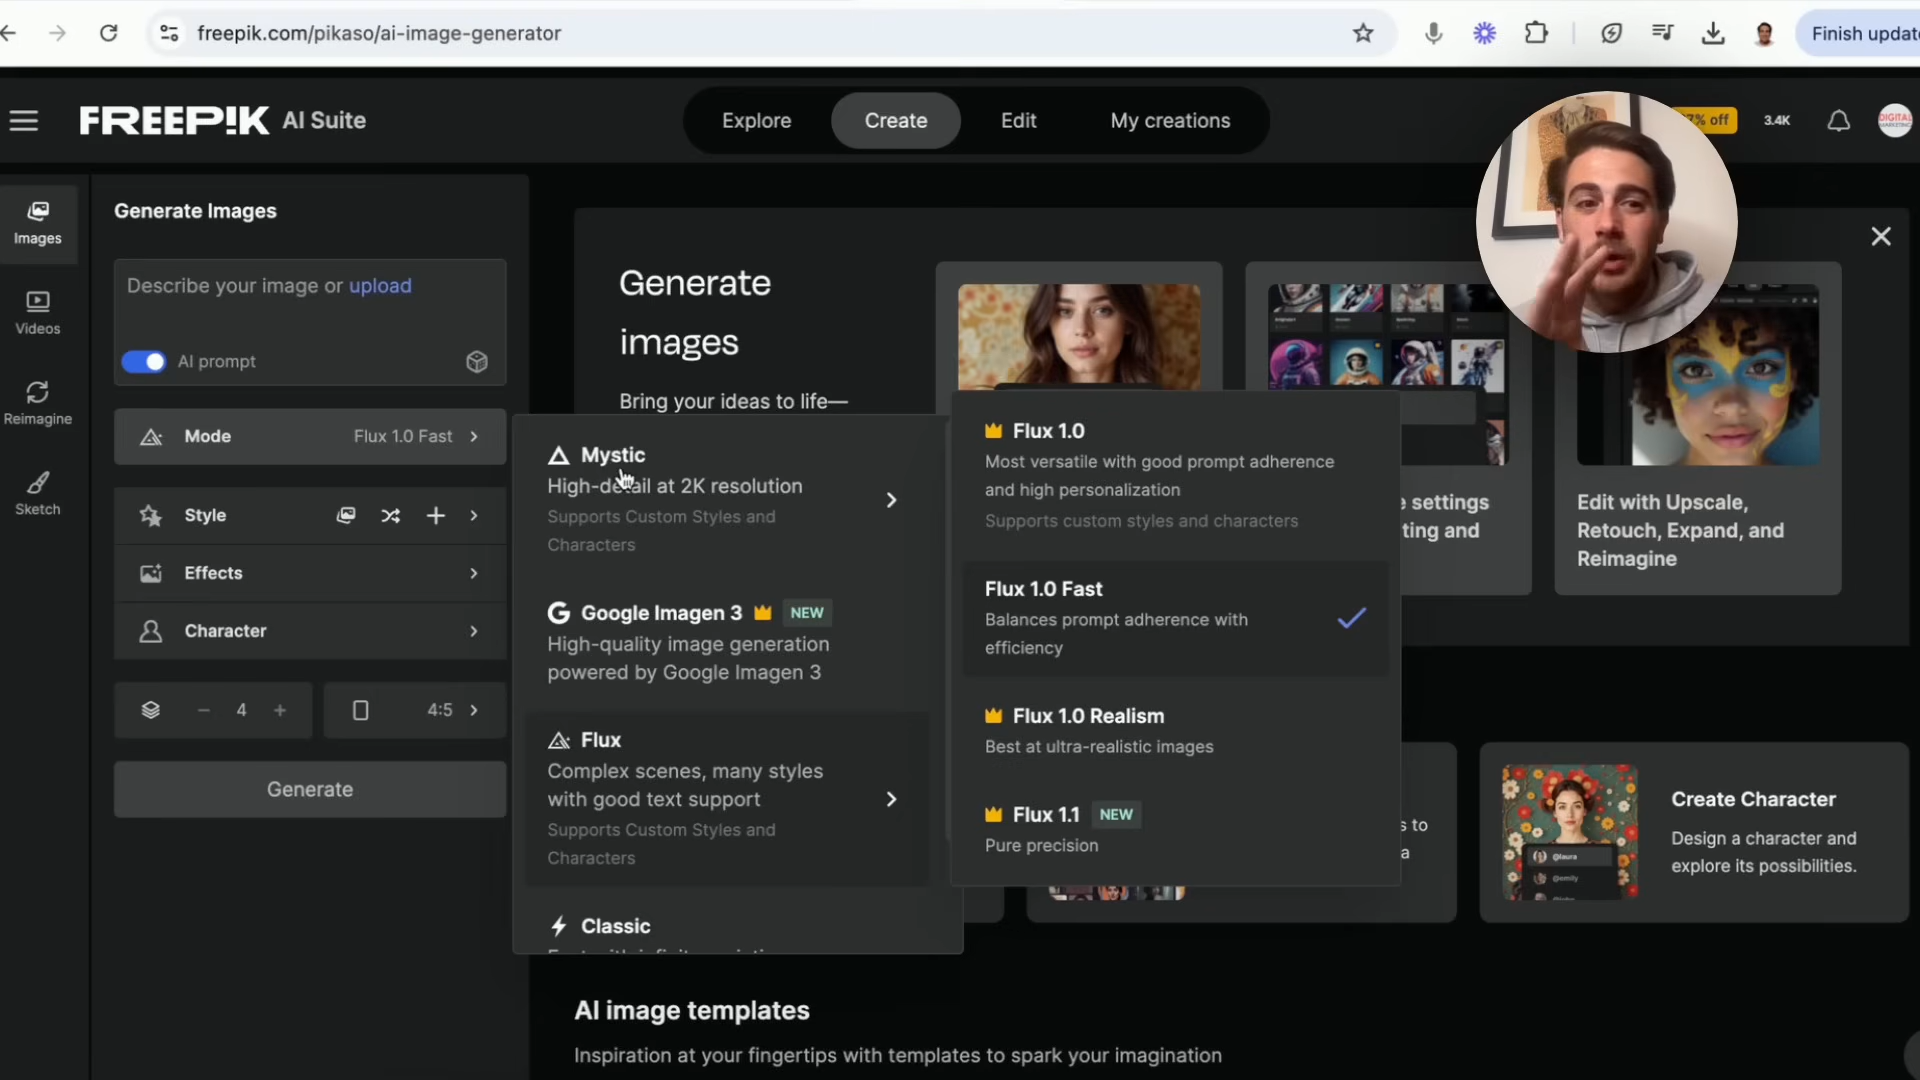 freepik.com/pikaso/ai-image-generator
Finish updat
FREEP!K AI Suite
Explore
Create
Edit
My creations
% off
3.4K
DIGITAL
Images
Videos
Reimagine
Sketch
Generate Images
Describe your image or upload
AI prompt
Mode
Flux 1.0 Fast
Style
Effects
Character
4
4:5
Generate
Generate
images
Bring your ideas to life—
Mystic
High-detail at 2K resolution
Supports Custom Styles and
Characters
Google Imagen 3 NEW
High-quality image generation
powered by Google Imagen 3
Flux
Complex scenes, many styles
with good text support
Supports Custom Styles and
Characters
Classic
Flux 1.0
Most versatile with good prompt adherence
and high personalization
Supports custom styles and characters
Flux 1.0 Fast
Balances prompt adherence with
efficiency
Flux 1.0 Realism
Best at ultra-realistic images
Flux 1.1 NEW
Pure precision
e settings
ting and
Edit with Upscale,
Retouch, Expand, and
Reimagine
s to
a
@laura
@emily
Create Character
Design a character and
explore its possibilities.
AI image templates
Inspiration at your fingertips with templates to spark your imagination